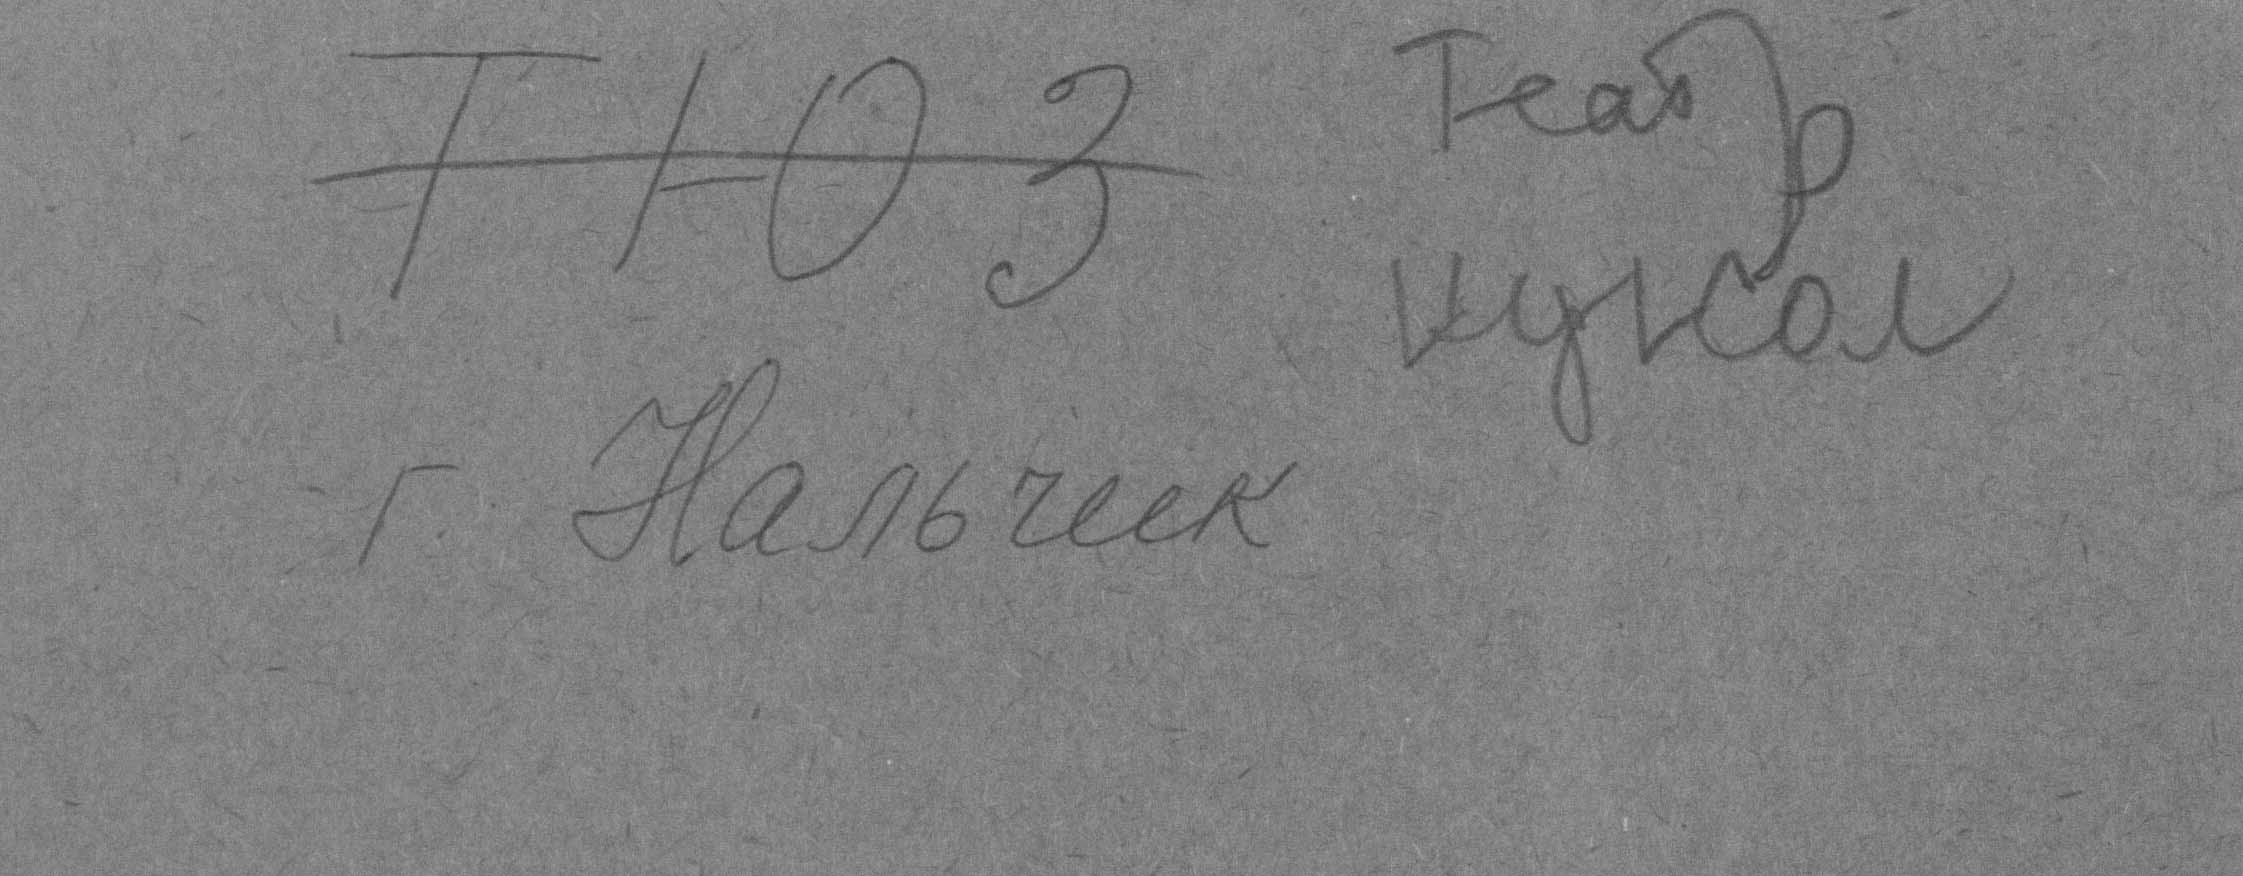 ТЮЗ
Театр
кукол
г. Нальчик